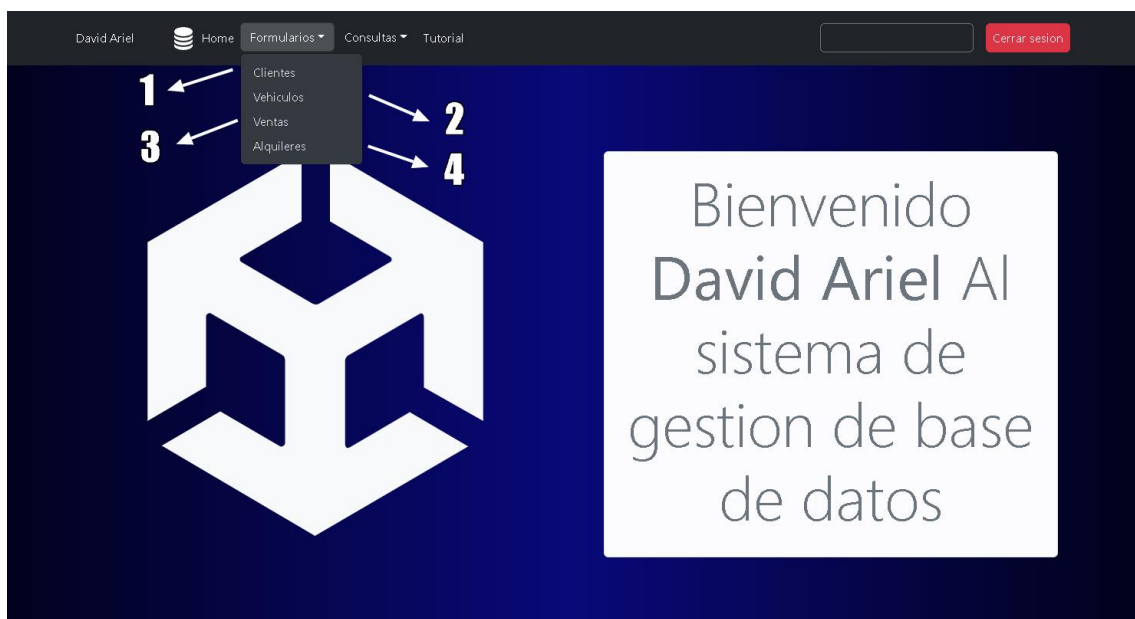 David Ariel Home Formularios Consultas Tutorial Cerrar sesion
Clientes
1
Vehiculos
2
Ventas
3
Alquileres
4
Bienvenido
David Ariel Al
sistema de
gestion de base
de datos